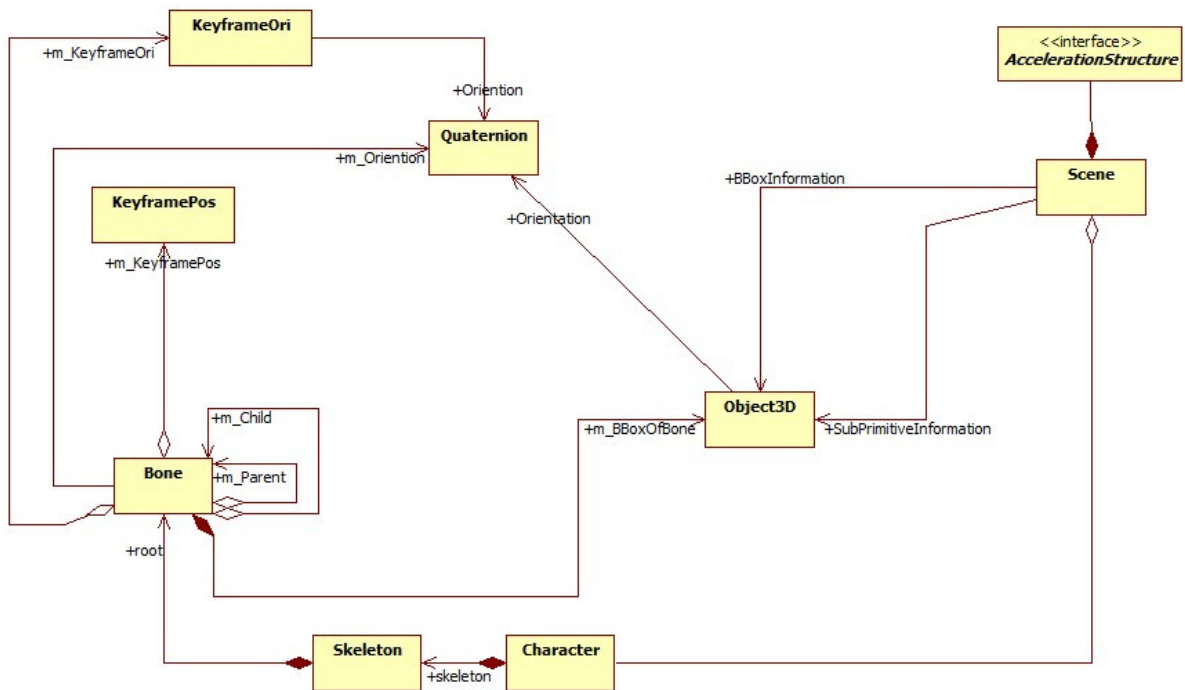 KeyframeOri
+m_KeyframeOri
<<interface>>
AccelerationStructure
+Oriention
Quaternion
+m_Oriention
+BBoxInformation
Scene
KeyframePos
+Orientation
+m_KeyframePos
Object3D
+m_Child
+m_BBoxOfBone
+SubPrimitiveInformation
Bone
+m_Parent
+root
Skeleton
Character
+skeleton